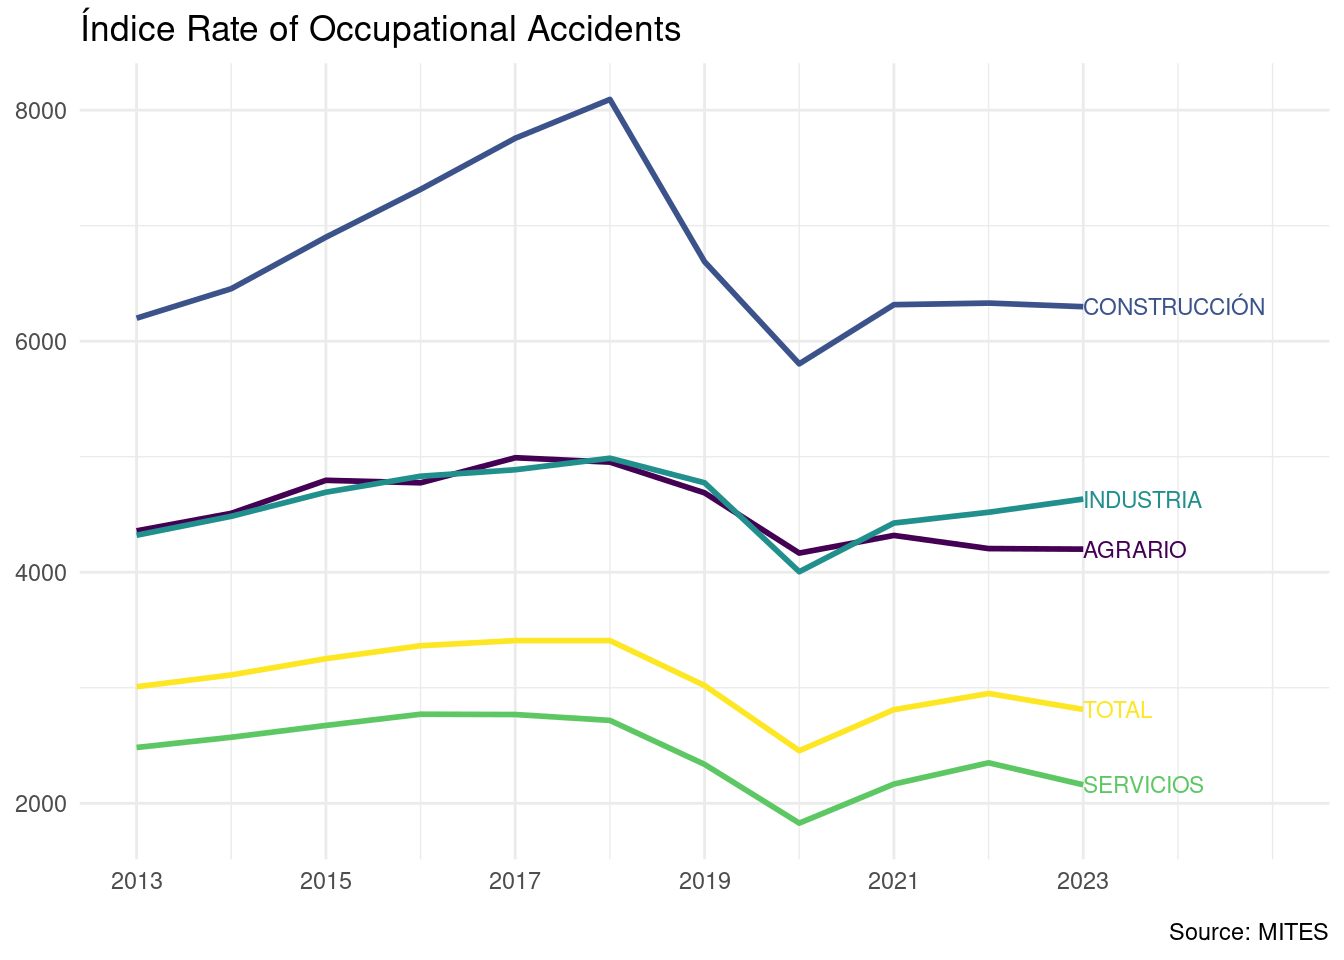 Índice Rate of Occupational Accidents
8000
6000
4000
2000
CONSTRUCCIÓN
INDUSTRIA
AGRARIO
TOTAL
SERVICIOS
2013 2015 2017 2019 2021 2023
Source: MITES